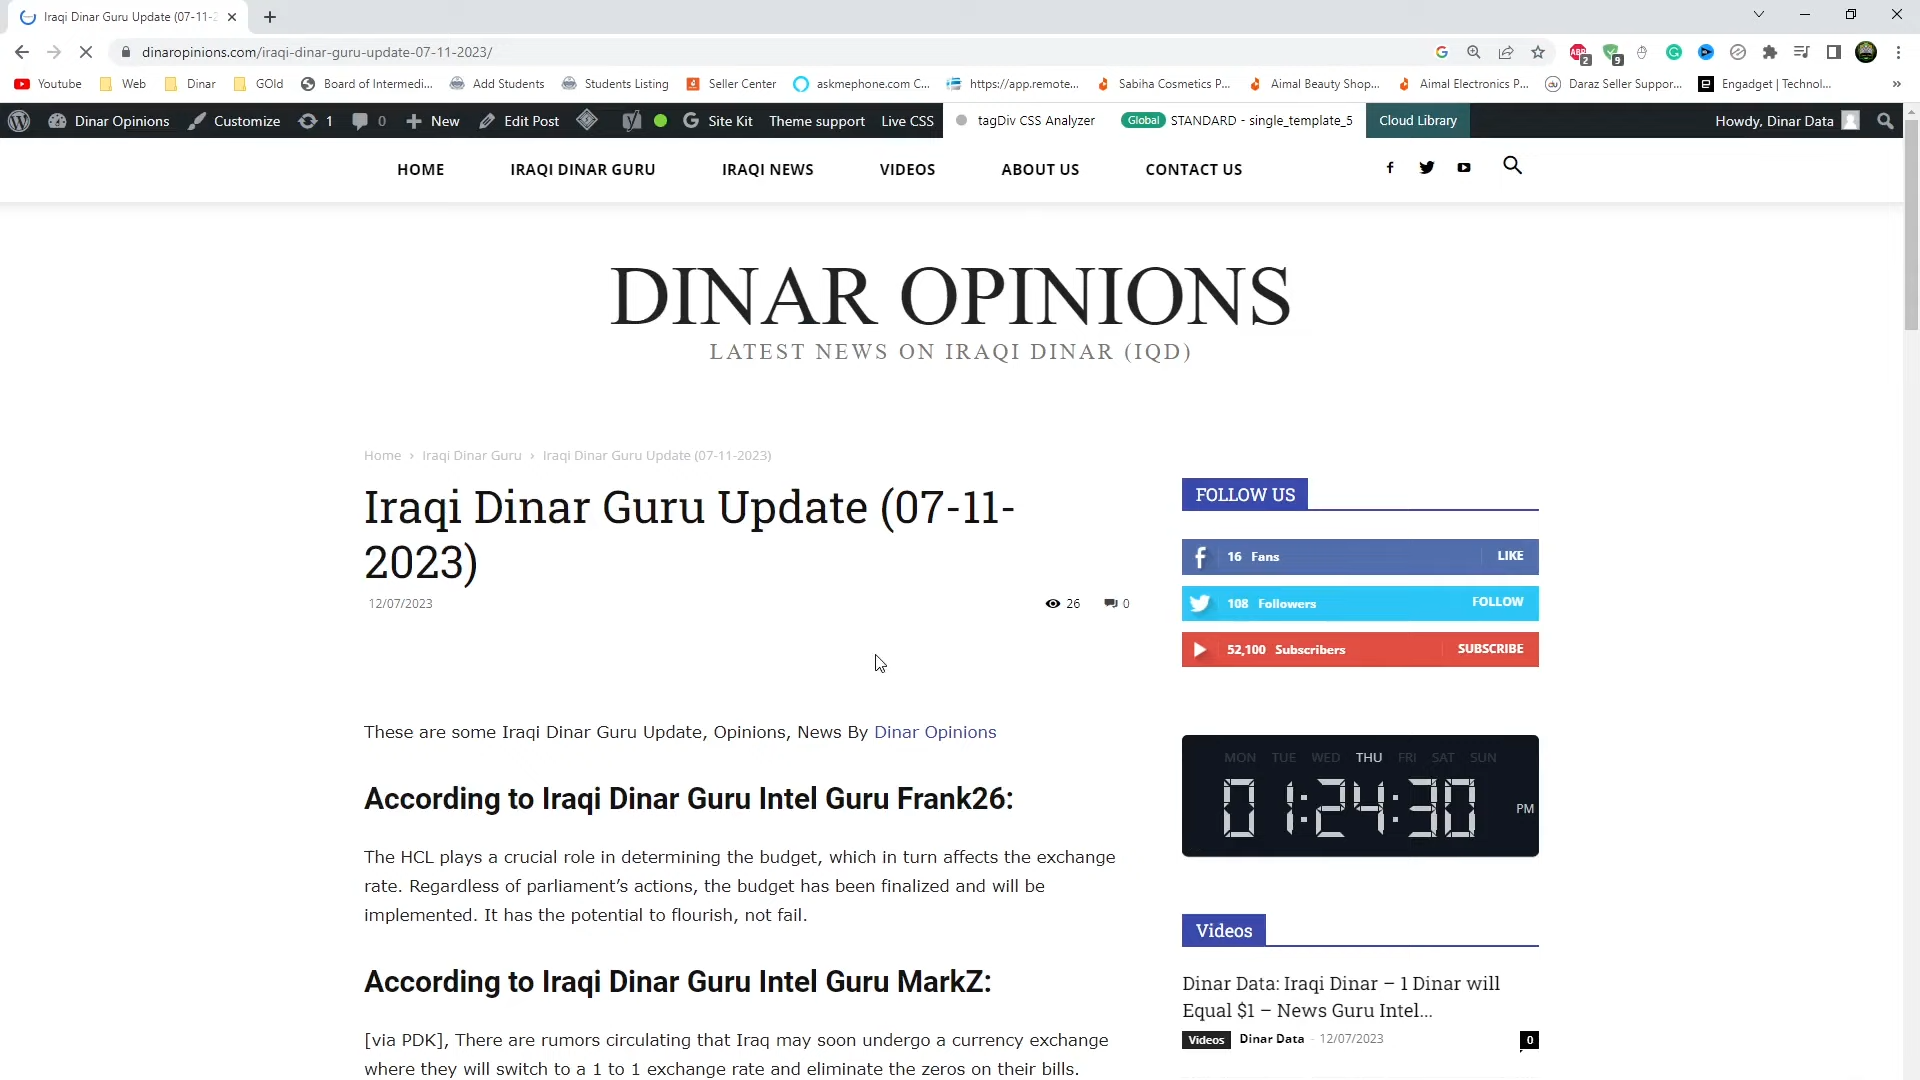 Iraqi Dinar Guru Update (07-11-2
dinaropinions.com/iraqi-dinar-guru-update-07-11-2023/
ABP 2 9
Youtube Web Dinar GOld Board of Intermedi... Add Students Students Listing Seller Center askmephone.com C... https://app.remote... Sabiha Cosmetics P... Aimal Beauty Shop... Aimal Electronics P... Daraz Seller Suppor... Engadget | Technol... »
Dinar Opinions Customize 1 0 New Edit Post Site Kit Theme support Live CSS tagDiv CSS Analyzer Global STANDARD - single_template_5 Cloud Library Howdy, Dinar Data
HOME IRAQI DINAR GURU IRAQI NEWS VIDEOS ABOUT US CONTACT US
DINAR OPINIONS
LATEST NEWS ON IRAQI DINAR (IQD)
Home › Iraqi Dinar Guru › Iraqi Dinar Guru Update (07-11-2023)
Iraqi Dinar Guru Update (07-11-
2023)
12/07/2023 26 0
These are some Iraqi Dinar Guru Update, Opinions, News By Dinar Opinions
According to Iraqi Dinar Guru Intel Guru Frank26:
The HCL plays a crucial role in determining the budget, which in turn affects the exchange
rate. Regardless of parliament’s actions, the budget has been finalized and will be
implemented. It has the potential to flourish, not fail.
According to Iraqi Dinar Guru Intel Guru MarkZ:
[via PDK], There are rumors circulating that Iraq may soon undergo a currency exchange
where they will switch to a 1 to 1 exchange rate and eliminate the zeros on their bills.
FOLLOW US
16 Fans LIKE
108 Followers FOLLOW
52,100 Subscribers SUBSCRIBE
MON TUE WED THU FRI SAT SUN
01:24:30 PM
Videos
Dinar Data: Iraqi Dinar – 1 Dinar will
Equal $1 – News Guru Intel...
Videos Dinar Data - 12/07/2023 0